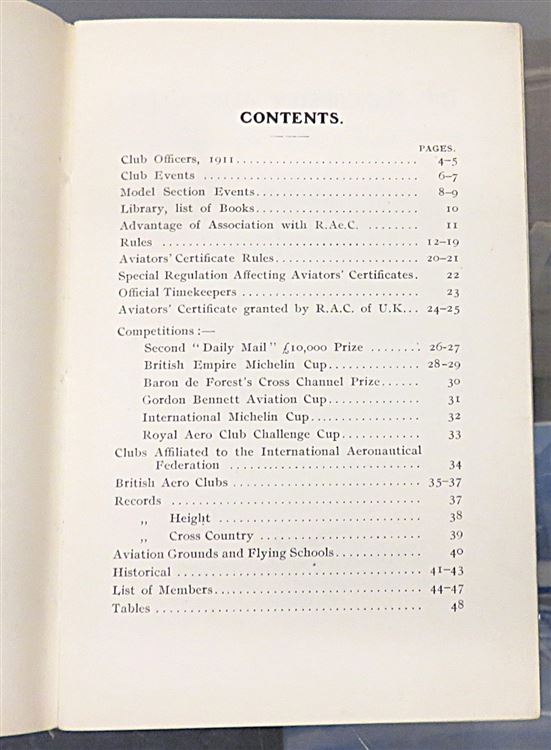 CONTENTS.
PAGES.
Club Officers, 1911 ............................ 4-5
Club Events ............................ 6-7
Model Section Events ............................ 8-9
Library, list of Books ............................ 10
Advantage of Association with R.Ae.C. ........ 11
Rules ............................ 12-19
Aviators' Certificate Rules ...................... 20-21
Special Regulation Affecting Aviators' Certificates. 22
Official Timekeepers ............................ 23
Aviators' Certificate granted by R.A.C. of U.K... 24-25
Competitions :—
Second "Daily Mail" £10,000 Prize ........ 26-27
British Empire Michelin Cup .............. 28-29
Baron de Forest's Cross Channel Prize...... 30
Gordon Bennett Aviation Cup .............. 31
International Michelin Cup ................ 32
Royal Aero Club Challenge Cup ............ 33
Clubs Affiliated to the International Aeronautical
Federation ............................ 34
British Aero Clubs ............................ 35-37
Records ............................ 37
,, Height ............................ 38
,, Cross Country ........................ 39
Aviation Grounds and Flying Schools ............ 40
Historical ............................ 41-43
List of Members ............................ 44-47
Tables ............................ 48